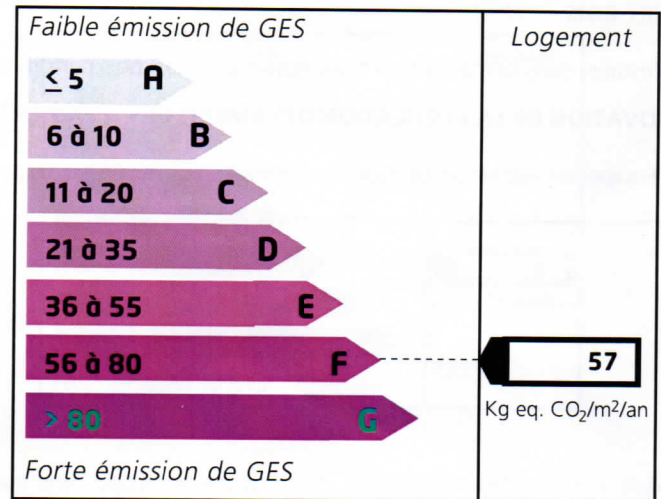 Faible émission de GES
Logement
≤ 5 A
6 à 10 B
11 à 20 C
21 à 35 D
36 à 55 E
56 à 80 F
57
> 80 G
Kg eq. CO₂/m²/an
Forte émission de GES